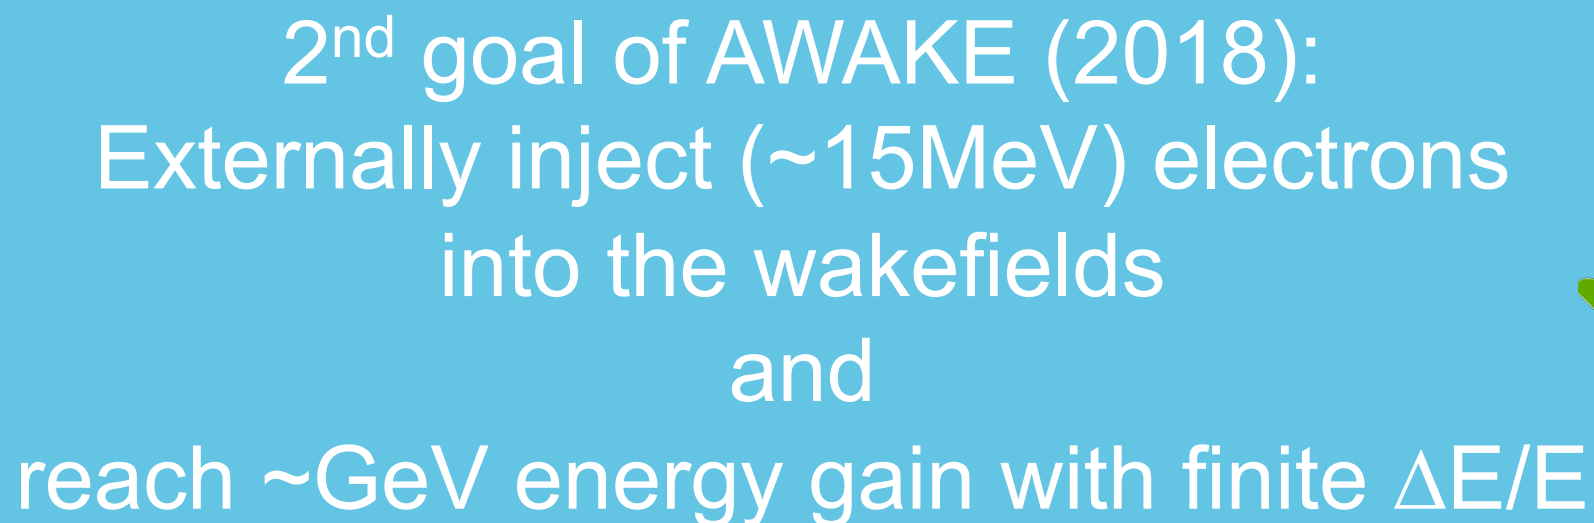 2nd goal of AWAKE (2018):
Externally inject (~15MeV) electrons
into the wakefields
and
reach ~GeV energy gain with finite ΔE/E